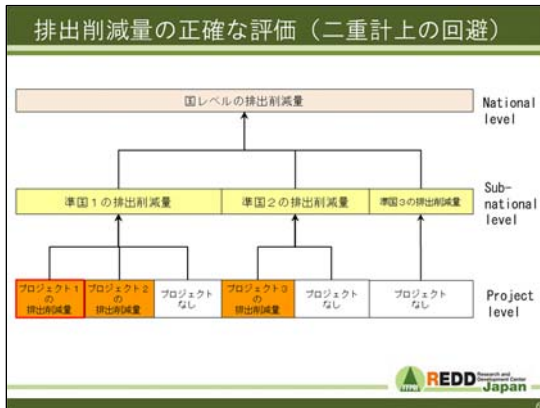 排出削減量の正確な評価（二重計上の回避）
国レベルの排出削減量
National
level
準国1の排出削減量
準国2の排出削減量
準国3の排出削減量
Sub-
national
level
プロジェクト1
の
排出削減量
プロジェクト2
の
排出削減量
プロジェクト
なし
プロジェクト3
の
排出削減量
プロジェクト
なし
プロジェクト
なし
Project
level
REDD Research and
Development Center
Japan